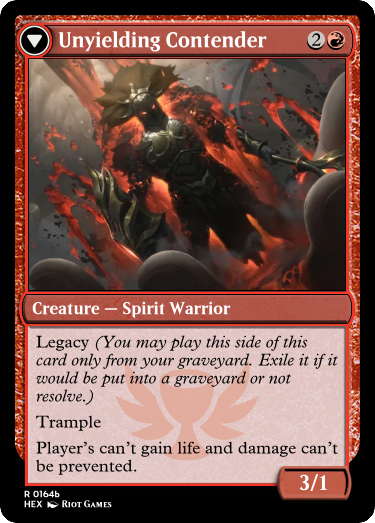 Unyielding Contender 2
Creature — Spirit Warrior
Legacy (You may play this side of this
card only from your graveyard. Exile it if it
would be put into a graveyard or not
resolve.)
Trample
Player's can't gain life and damage can't
be prevented.
3/1
R 0164b
HEX Riot Games